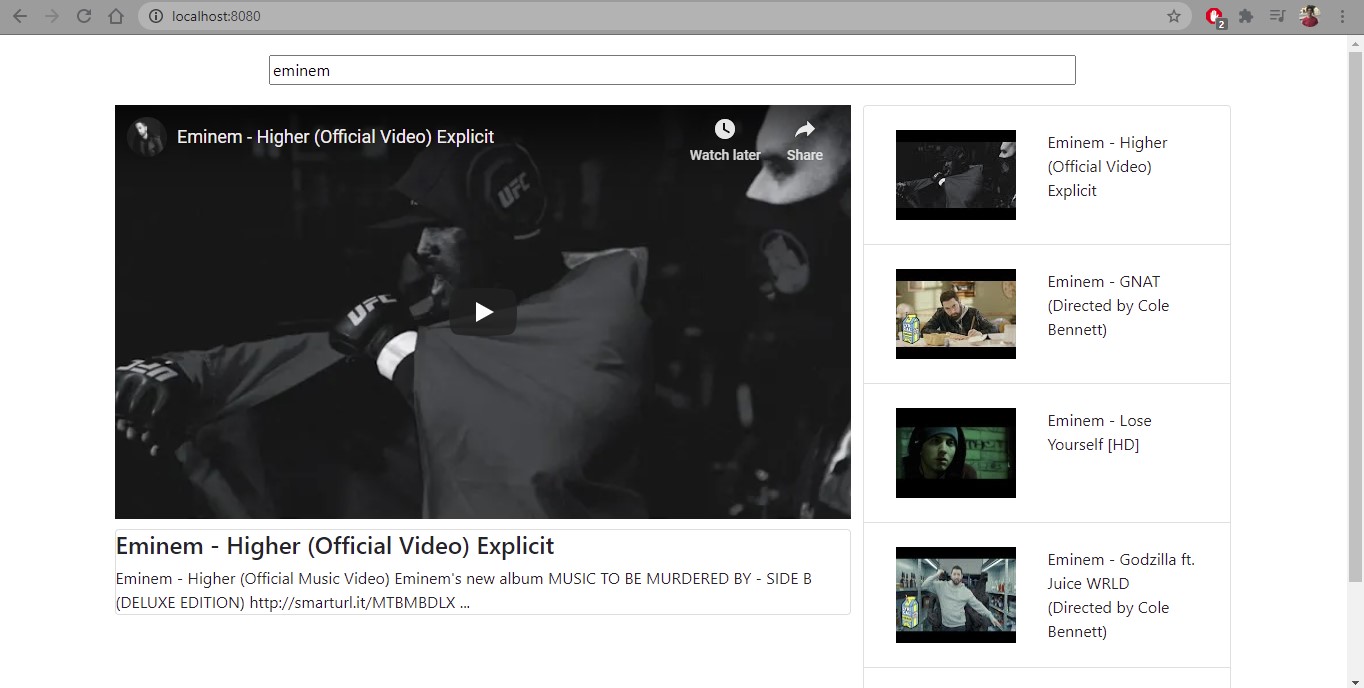 localhost:8080
2
eminem
Eminem - Higher (Official Video) Explicit
Watch later
Share
UFC
UFC
UFC
Eminem - Higher (Official Video) Explicit
Eminem - Higher (Official Music Video) Eminem's new album MUSIC TO BE MURDERED BY - SIDE B
(DELUXE EDITION) http://smarturl.it/MTBMBDLX ...
Eminem - Higher
(Official Video)
Explicit
Eminem - GNAT
(Directed by Cole
Bennett)
Eminem - Lose
Yourself [HD]
Eminem - Godzilla ft.
Juice WRLD
(Directed by Cole
Bennett)